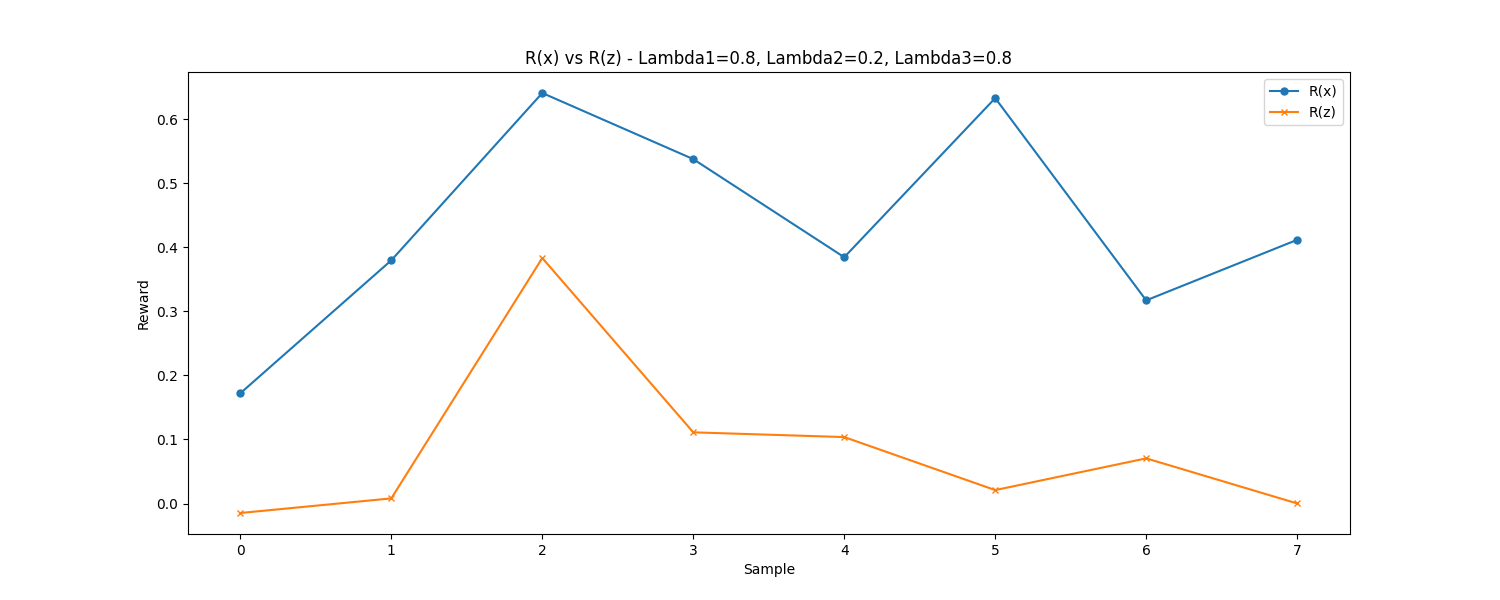 R(x) vs R(z) - Lambda1=0.8, Lambda2=0.2, Lambda3=0.8
R(x)
R(z)
0.6
0.5
0.4
0.3
0.2
0.1
0.0
Reward
0 1 2 3 4 5 6 7
Sample